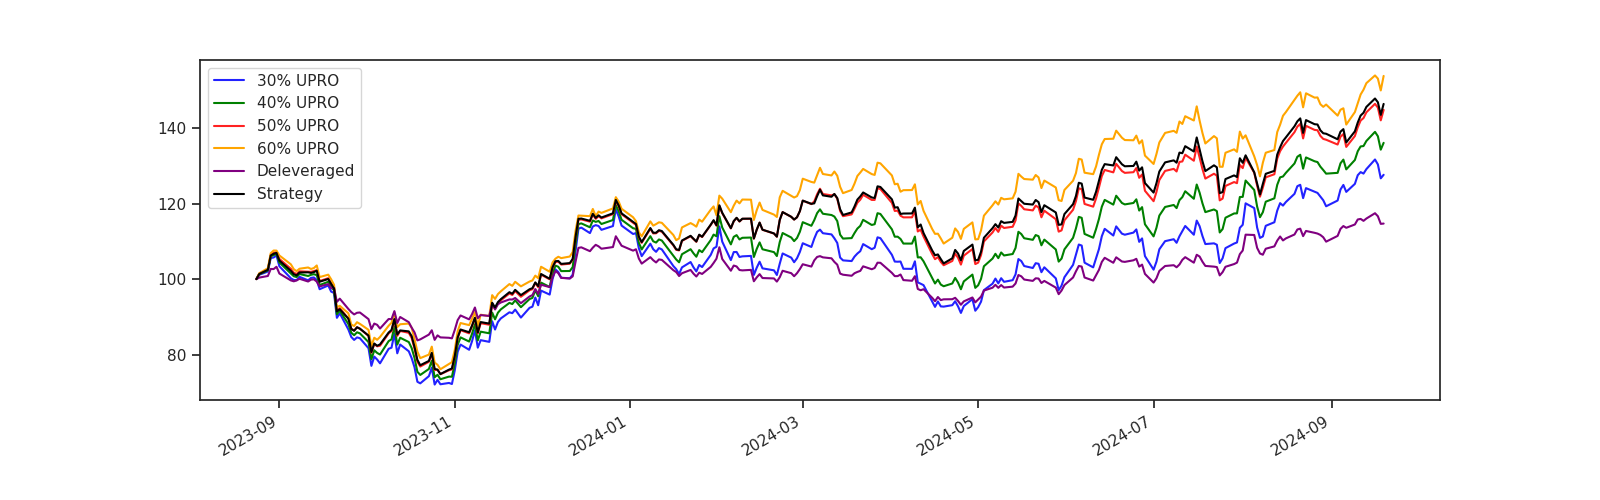 30% UPRO
40% UPRO
50% UPRO
60% UPRO
Deleveraged
Strategy
140
120
100
80
2023-09
2023-11
2024-01
2024-03
2024-05
2024-07
2024-09